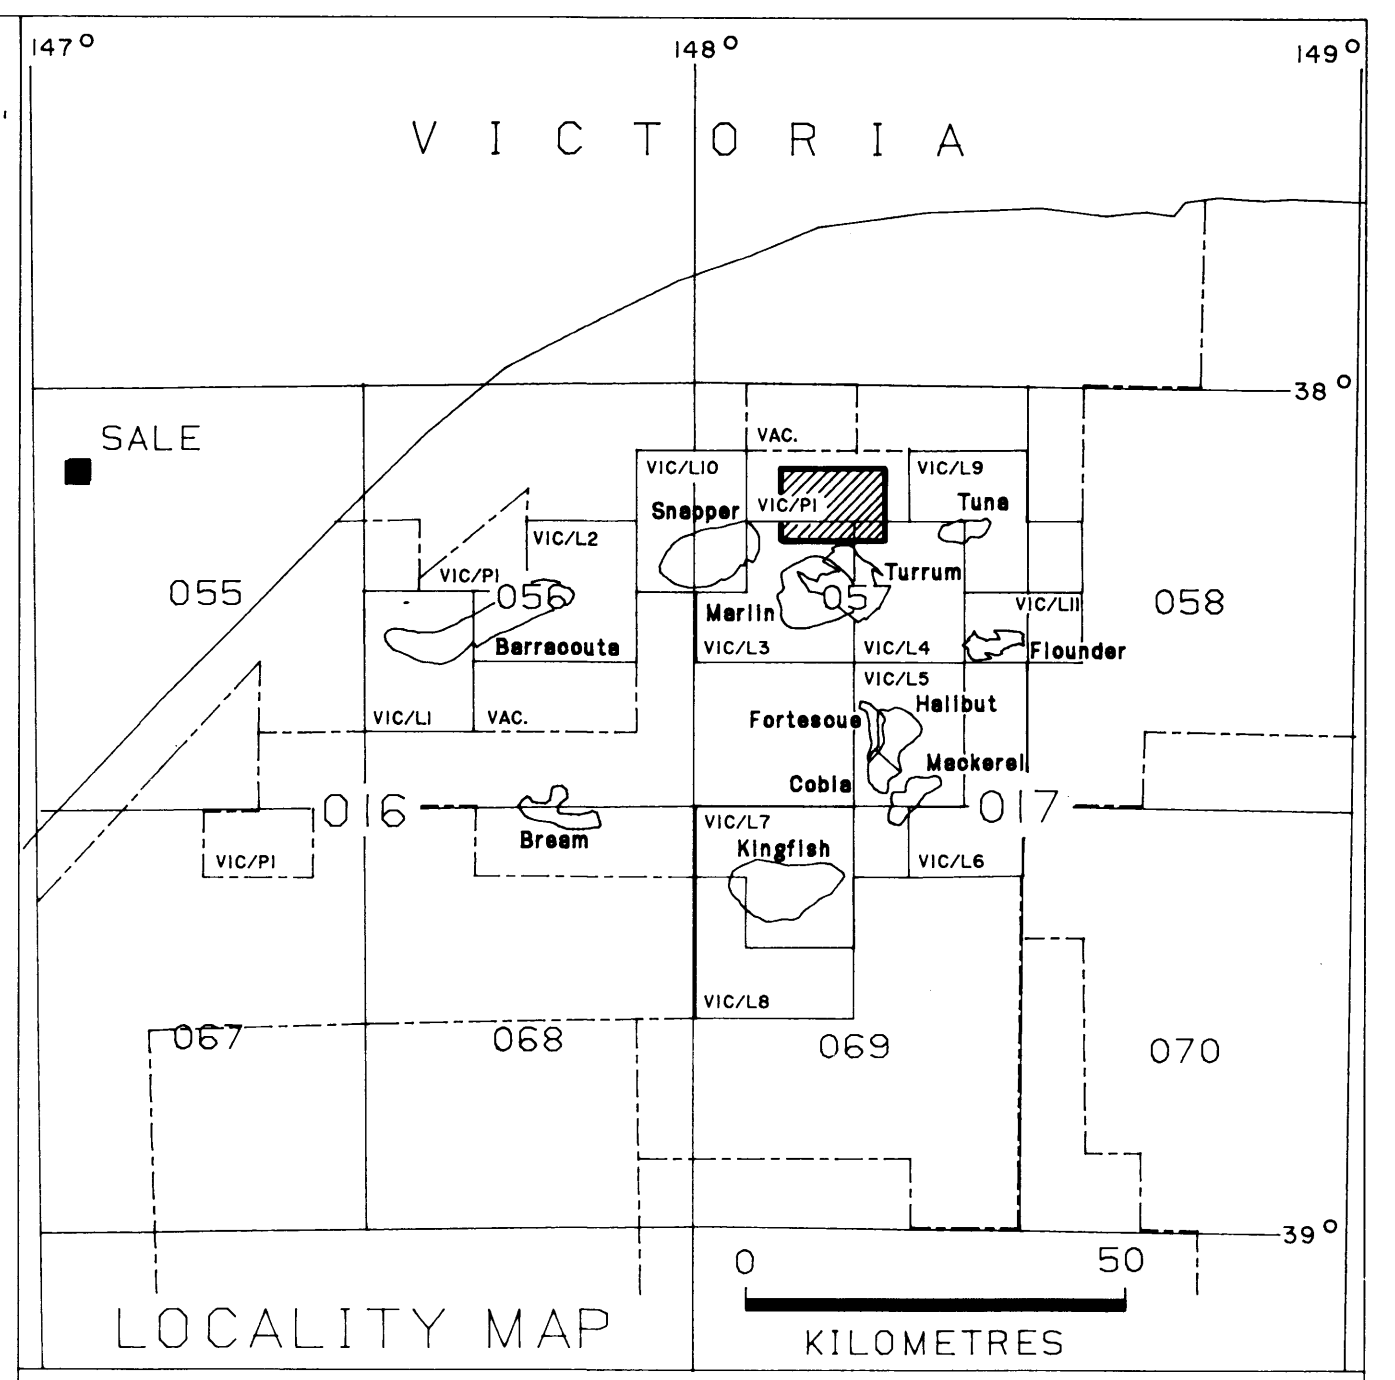 147°
148°
149°
VICTORIA
38°
SALE
VAC.
VIC/L10
VIC/L9
VIC/P1
Snapper
Tuna
VIC/L2
VIC/P1
Turrum
055
056
05
058
VIC/L11
Marlin
Barracouta
VIC/L3
VIC/L4
Flounder
VIC/L5
Halibut
VIC/L1
VAC.
Fortescue
Mackerel
Cobia
016
017
VIC/L7
Bream
Kingfish
VIC/P1
VIC/L6
VIC/L8
067
068
069
070
39°
0
50
KILOMETRES
LOCALITY MAP